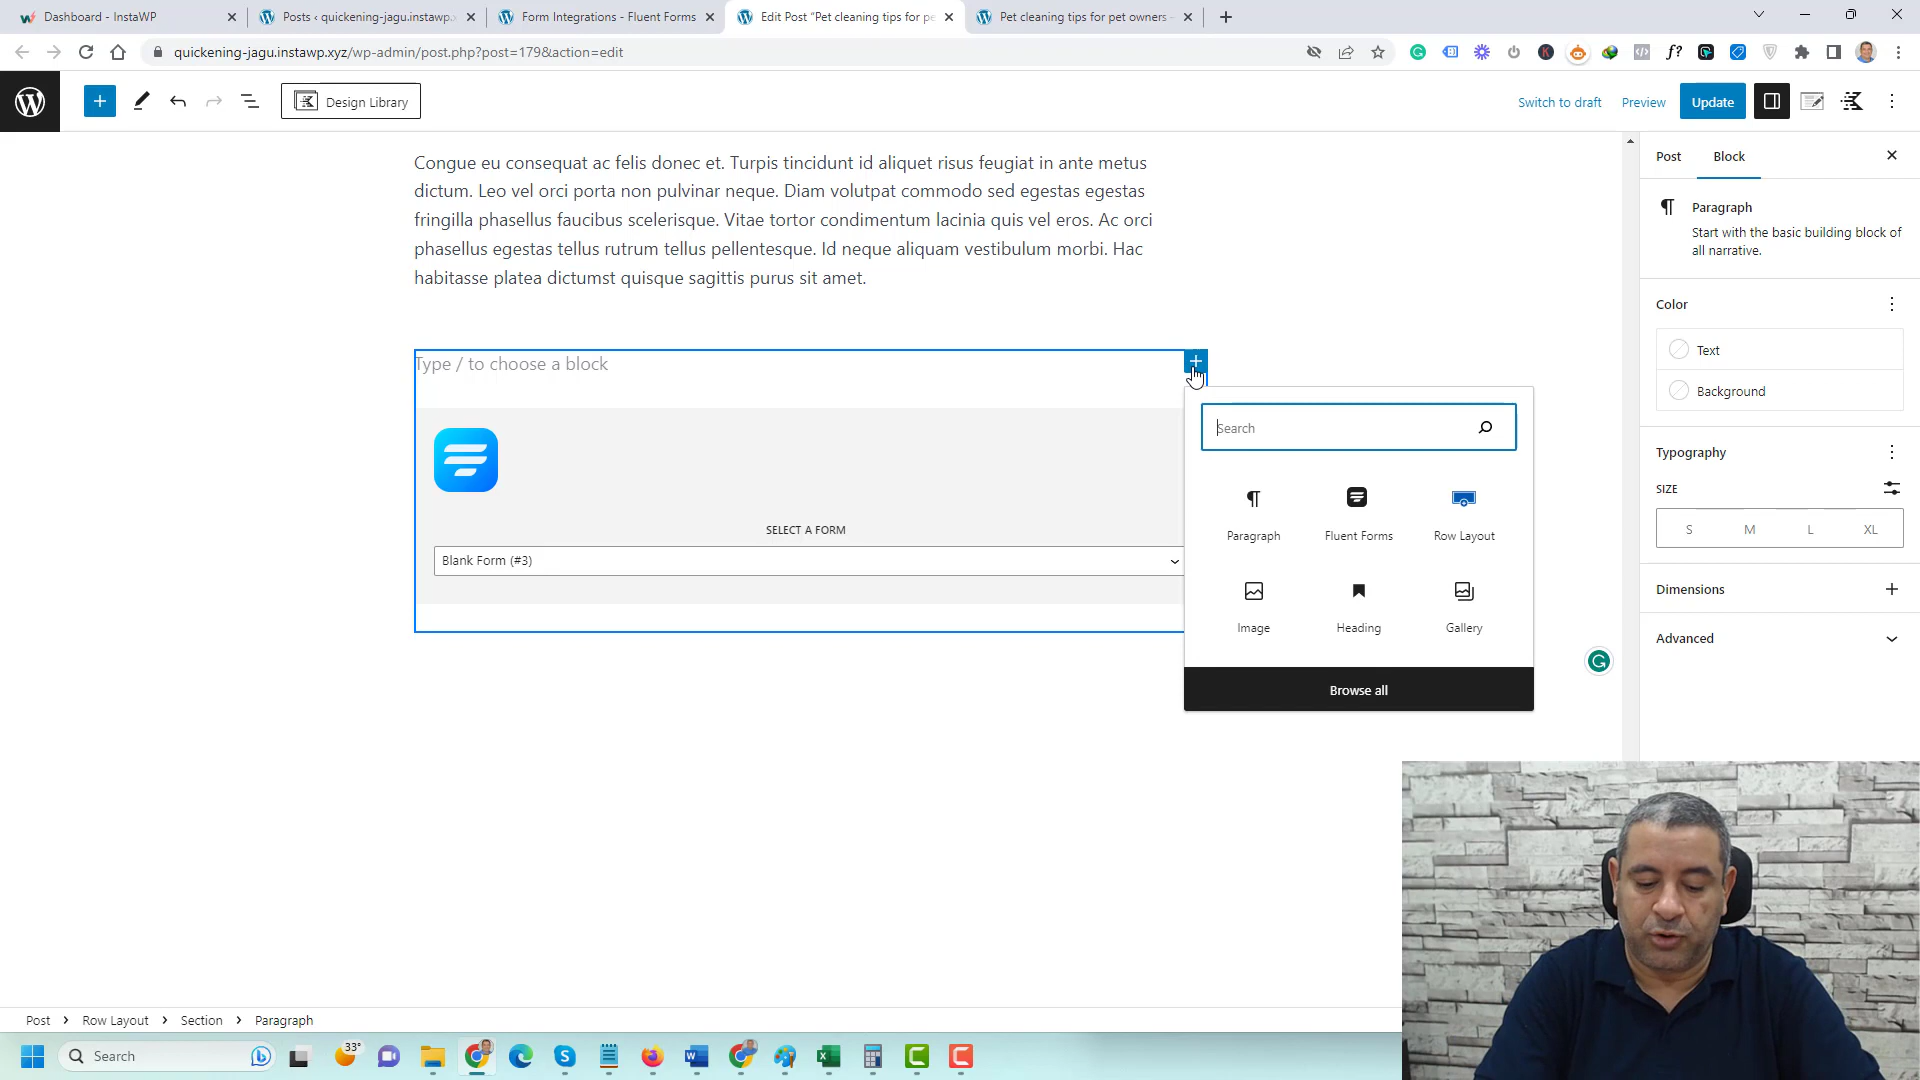 Dashboard - InstaWP
Posts ‹ quickening-jagu.instawp.x
Form Integrations - Fluent Forms
Edit Post "Pet cleaning tips for pe
Pet cleaning tips for pet owners -
quickening-jagu.instawp.xyz/wp-admin/post.php?post=179&action=edit
Design Library
Switch to draft
Preview
Update
Congue eu consequat ac felis donec et. Turpis tincidunt id aliquet risus feugiat in ante metus
dictum. Leo vel orci porta non pulvinar neque. Diam volutpat commodo sed egestas egestas
fringilla phasellus faucibus scelerisque. Vitae tortor condimentum lacinia quis vel eros. Ac orci
phasellus egestas tellus rutrum tellus pellentesque. Id neque aliquam vestibulum morbi. Hac
habitasse platea dictumst quisque sagittis purus sit amet.
Type / to choose a block
SELECT A FORM
Blank Form (#3)
Search
Paragraph
Fluent Forms
Row Layout
Image
Heading
Gallery
Browse all
Post
Block
Paragraph
Start with the basic building block of
all narrative.
Color
Text
Background
Typography
SIZE
S
M
L
XL
Dimensions
Advanced
Post
Row Layout
Section
Paragraph
Search
33°